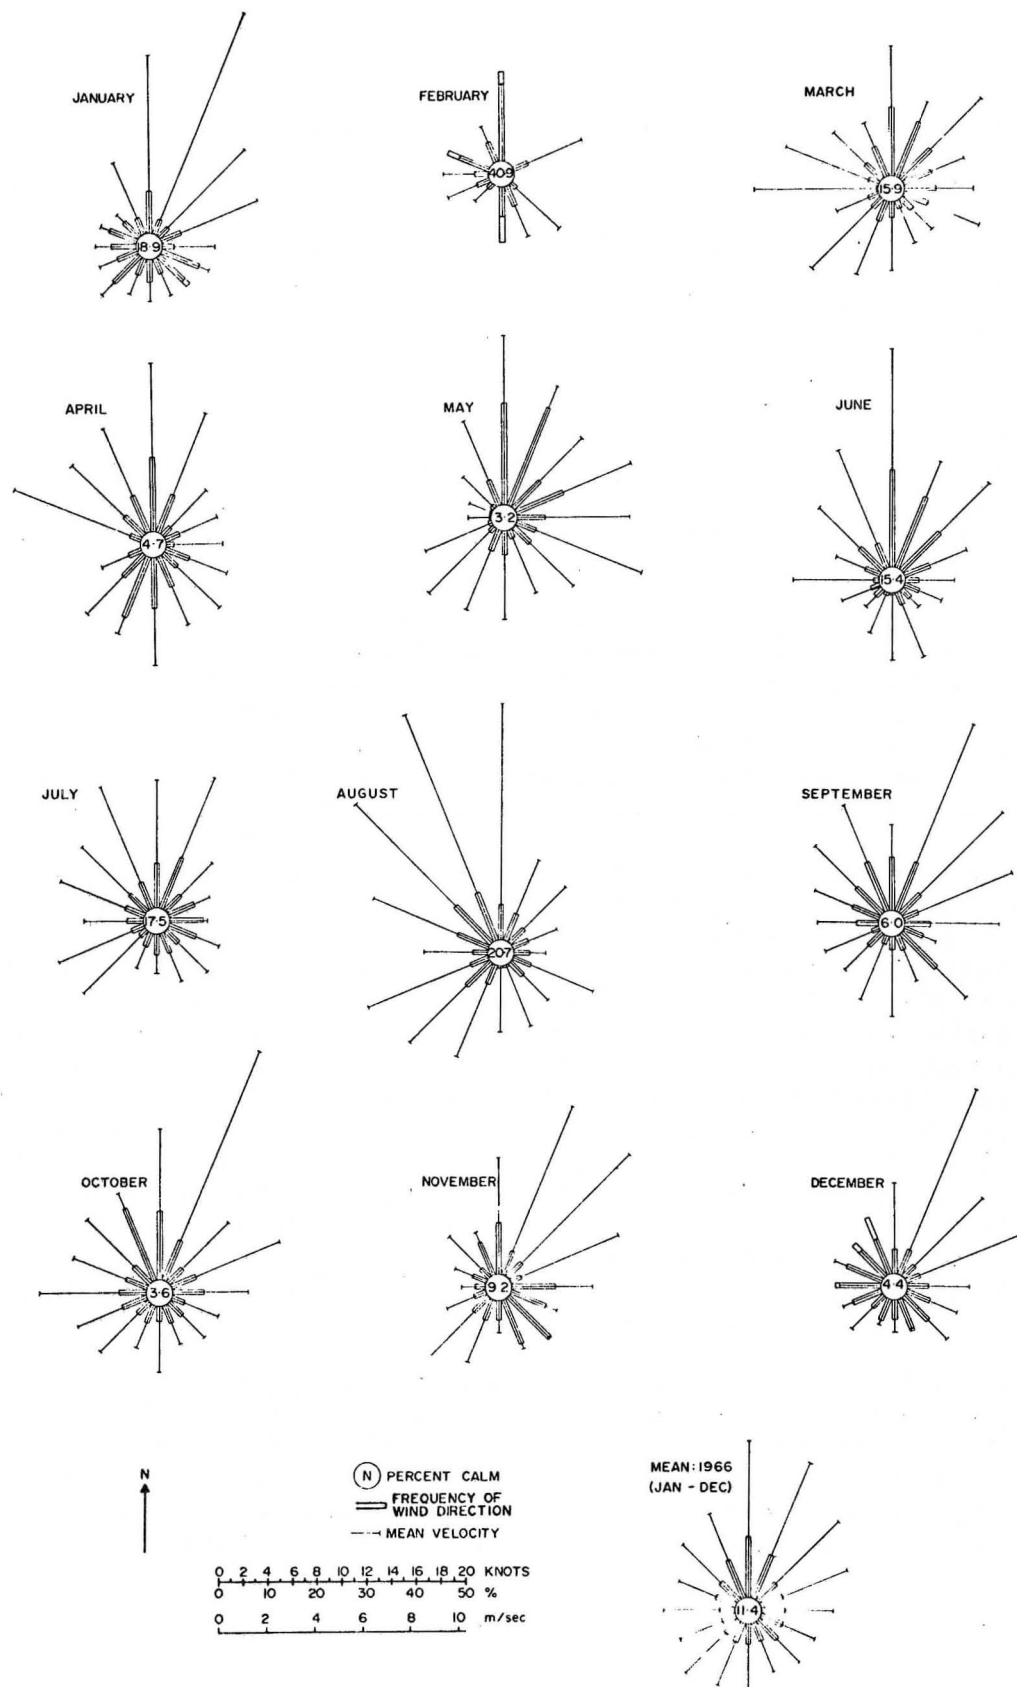 JANUARY
18·9
FEBRUARY
40·9
MARCH
15·9
APRIL
4·7
MAY
3·2
JUNE
15·4
JULY
7·5
AUGUST
20·7
SEPTEMBER
6·0
OCTOBER
3·6
NOVEMBER
9·2
DECEMBER
4·4
N
N PERCENT CALM
FREQUENCY OF
WIND DIRECTION
MEAN VELOCITY
0 2 4 6 8 10 12 14 16 18 20 KNOTS
0 10 20 30 40 50 %
0 2 4 6 8 10 m/sec
MEAN: 1966
(JAN - DEC)
11·4